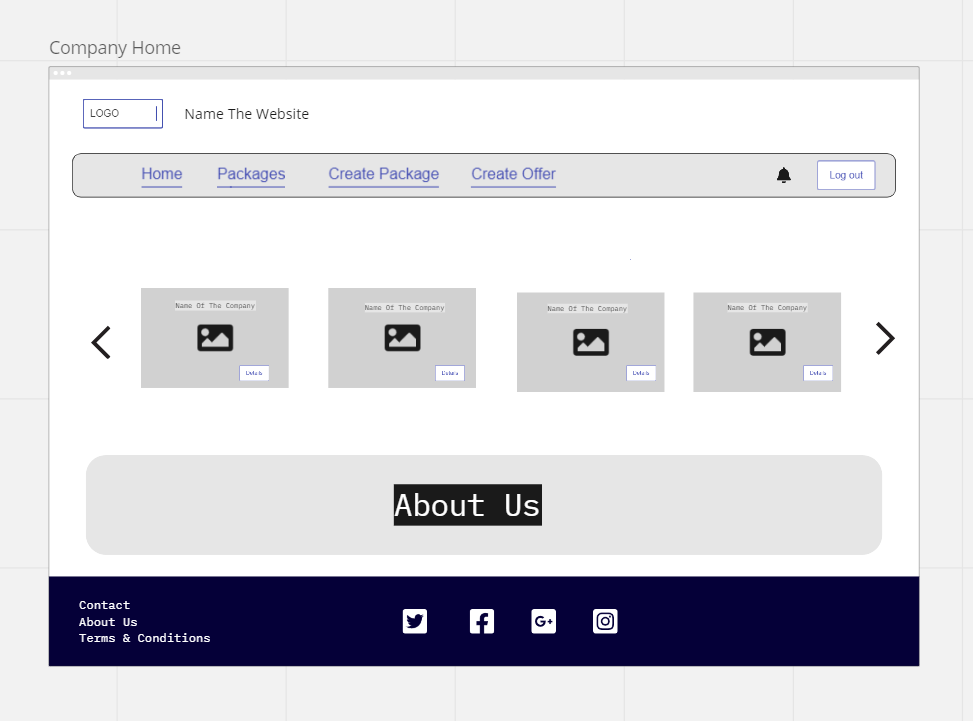 Company Home
LOGO
Name The Website
Home Packages Create Package Create Offer Log out
Name Of The Company Name Of The Company Name Of The Company Name Of The Company
Details Details Details Details
About Us
Contact
About Us
Terms & Conditions